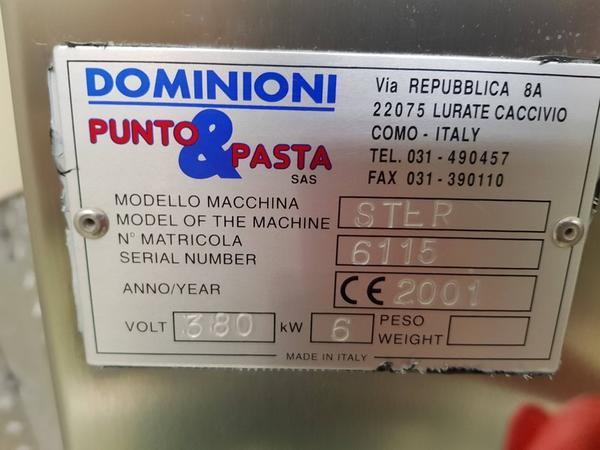 DOMINIONI
PUNTO & PASTA
SAS
Via REPUBBLICA 8A
22075 LURATE CACCIVIO
COMO - ITALY
TEL. 031 - 490457
FAX 031 - 390110
MODELLO MACCHINA
MODEL OF THE MACHINE STER
N° MATRICOLA
SERIAL NUMBER 6115
ANNO/YEAR CE 2001
VOLT 380 kW 6 PESO
WEIGHT
MADE IN ITALY